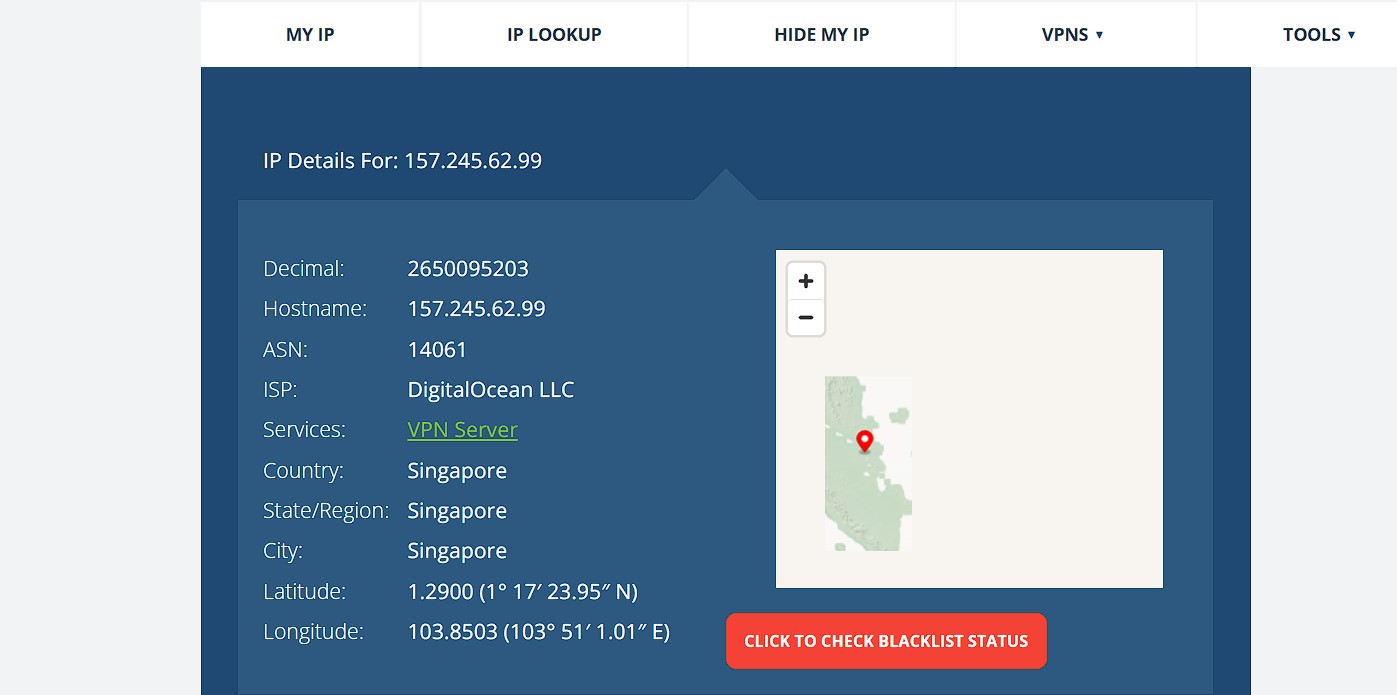 MY IP IP LOOKUP HIDE MY IP VPNS ▼ TOOLS ▼
IP Details For: 157.245.62.99
Decimal: 2650095203
Hostname: 157.245.62.99
ASN: 14061
ISP: DigitalOcean LLC
Services: VPN Server
Country: Singapore
State/Region: Singapore
City: Singapore
Latitude: 1.2900 (1° 17′ 23.95″ N)
Longitude: 103.8503 (103° 51′ 1.01″ E)
+
−
CLICK TO CHECK BLACKLIST STATUS